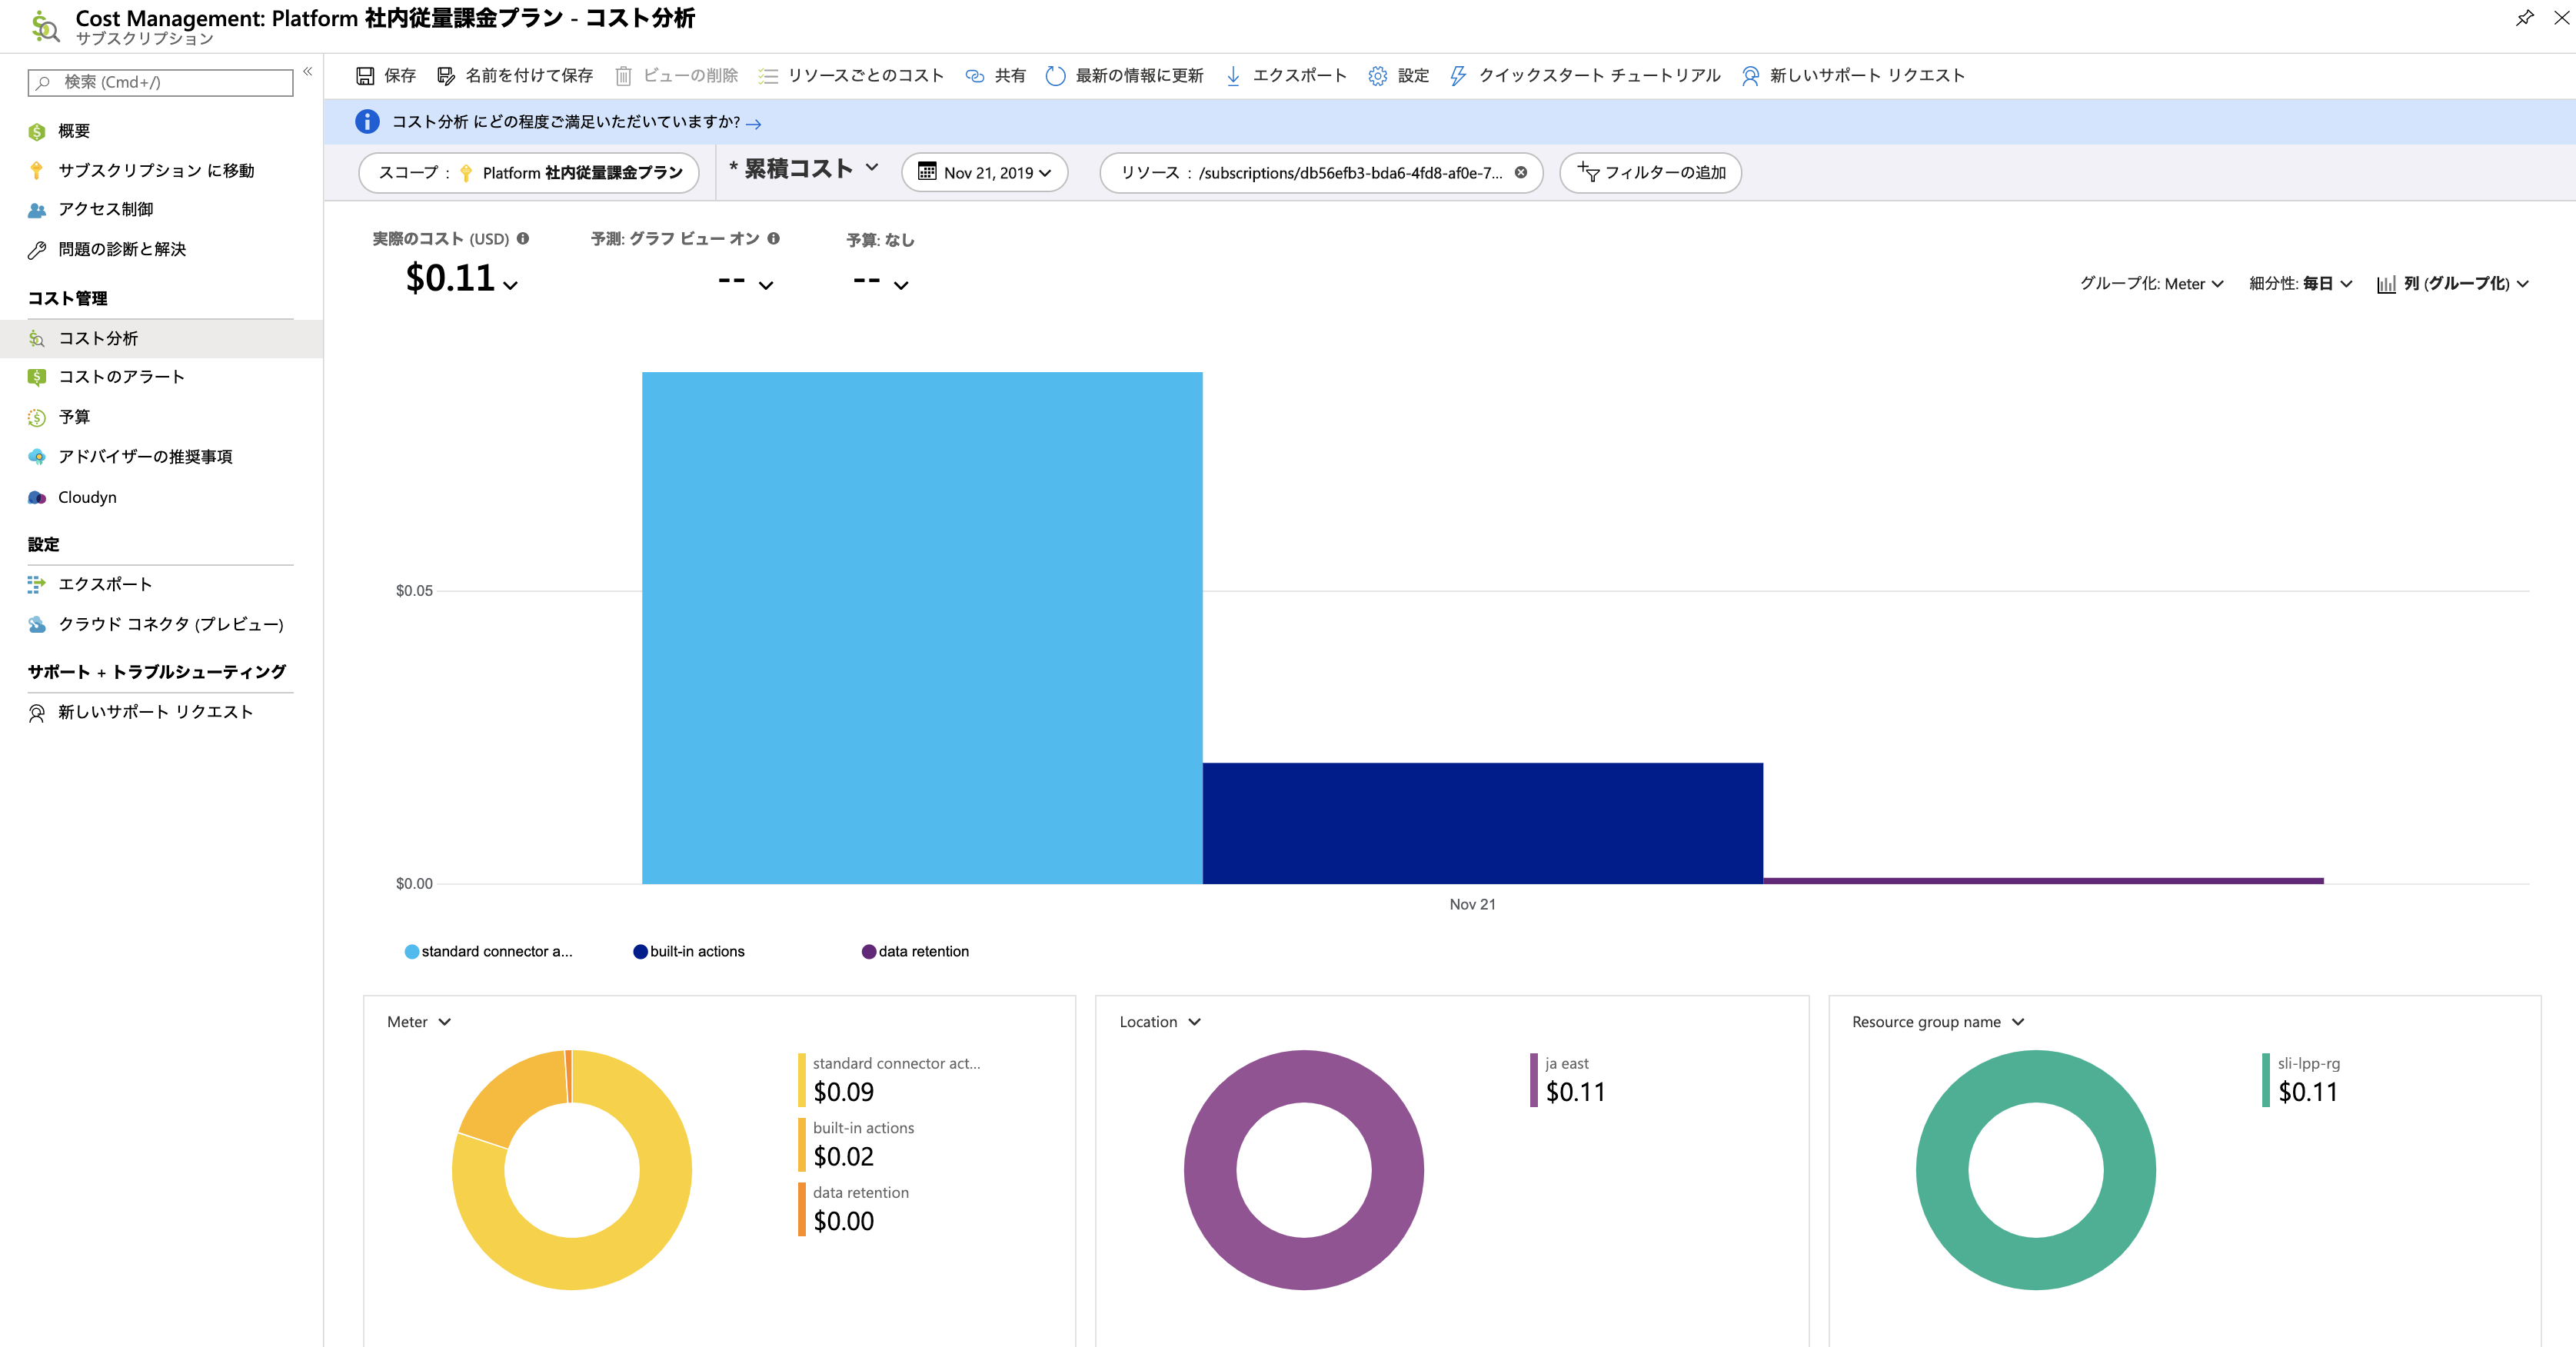 Cost Management: Platform 社内従量課金プラン - コスト分析
サブスクリプション
検索 (Cmd+/)
«
概要
サブスクリプション に移動
アクセス制御
問題の診断と解決
コスト管理
コスト分析
コストのアラート
予算
アドバイザーの推奨事項
Cloudyn
設定
エクスポート
クラウド コネクタ (プレビュー)
サポート + トラブルシューティング
新しいサポート リクエスト
保存 名前を付けて保存 ビューの削除 リソースごとのコスト 共有 最新の情報に更新 エクスポート 設定 クイックスタート チュートリアル 新しいサポート リクエスト
コスト分析 にどの程度ご満足いただいていますか? →
スコープ : Platform 社内従量課金プラン * 累積コスト Nov 21, 2019 リソース : /subscriptions/db56efb3-bda6-4fd8-af0e-7... フィルターの追加
実際のコスト (USD) 予測: グラフ ビュー オン 予算: なし
$0.11 -- --
グループ化: Meter 細分性: 毎日 列 (グループ化)
$0.05
$0.00
Nov 21
standard connector a... built-in actions data retention
Meter
standard connector act...
$0.09
built-in actions
$0.02
data retention
$0.00
Location
ja east
$0.11
Resource group name
sli-lpp-rg
$0.11